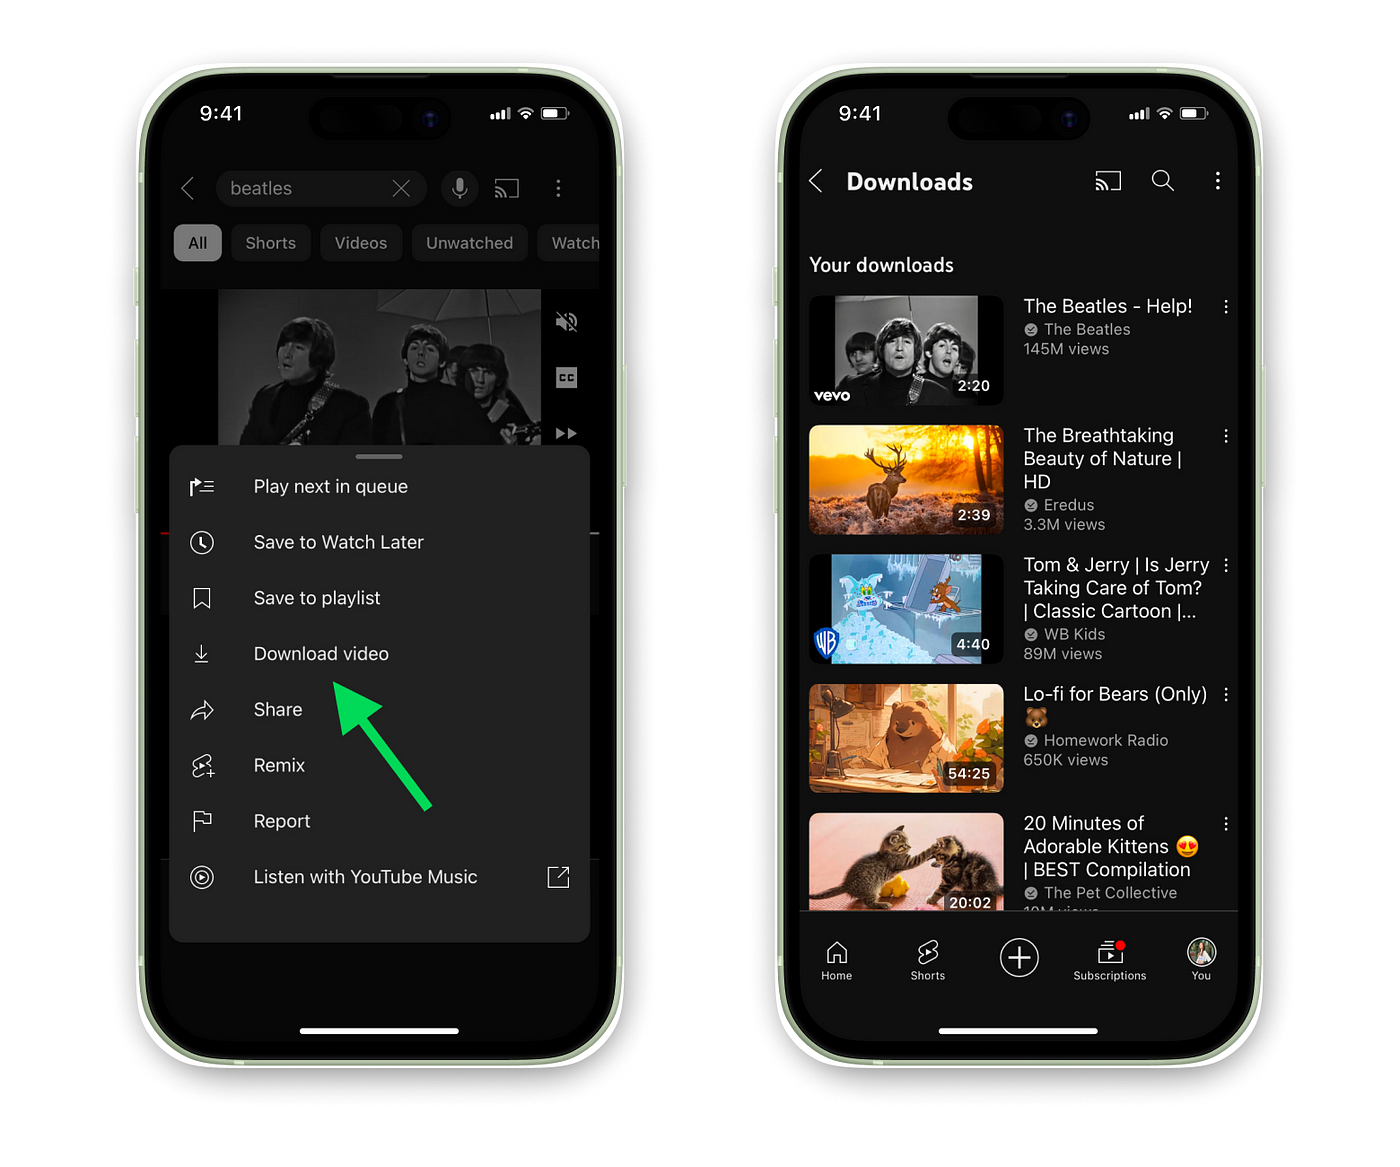 9:41
beatles
All
Shorts
Videos
Unwatched
Watch
CC
Play next in queue
Save to Watch Later
Save to playlist
Download video
Share
Remix
Report
Listen with YouTube Music
9:41
Downloads
Your downloads
vevo
2:20
The Beatles - Help!
The Beatles
145M views
2:39
The Breathtaking
Beauty of Nature |
HD
Eredus
3.3M views
WB
4:40
Tom & Jerry | Is Jerry
Taking Care of Tom?
| Classic Cartoon |...
WB Kids
89M views
54:25
Lo-fi for Bears (Only)
🐻
Homework Radio
650K views
20:02
20 Minutes of
Adorable Kittens 😍
| BEST Compilation
The Pet Collective
Home
Shorts
Subscriptions
You